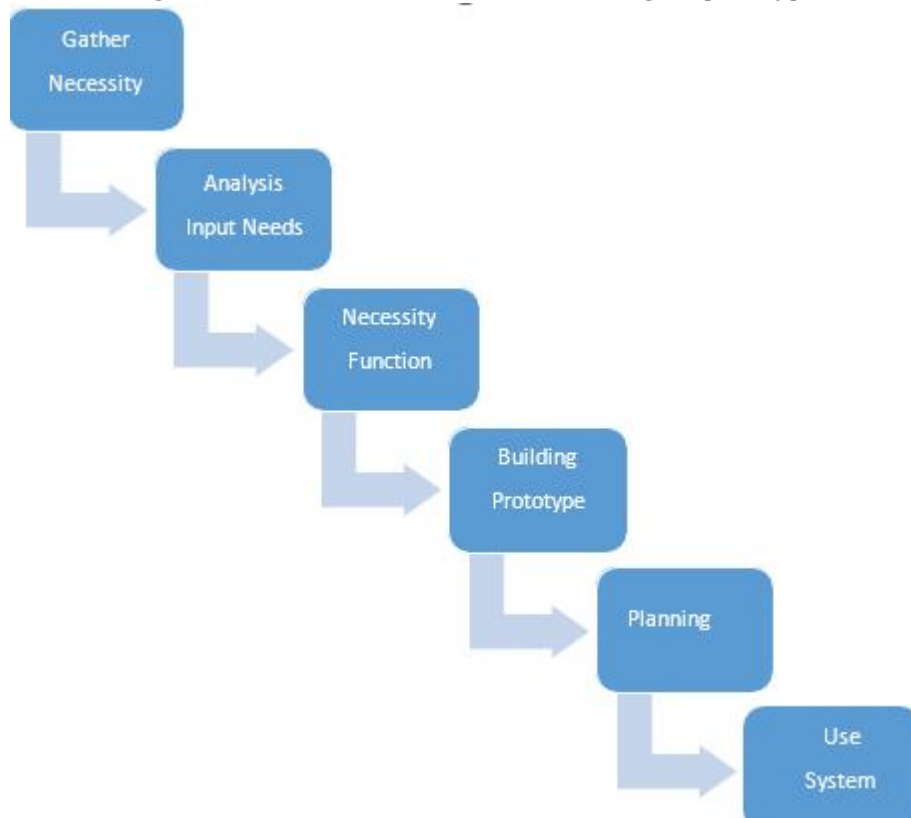 Gather
Necessity
Analysis
Input Needs
Necessity
Function
Building
Prototype
Planning
Use
System